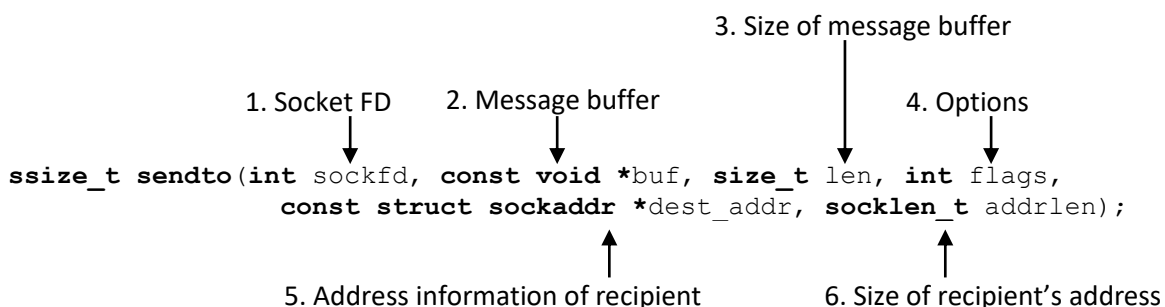 3. Size of message buffer
1. Socket FD 2. Message buffer 4. Options
ssize_t sendto(int sockfd, const void *buf, size_t len, int flags,
const struct sockaddr *dest_addr, socklen_t addrlen);
5. Address information of recipient 6. Size of recipient's address